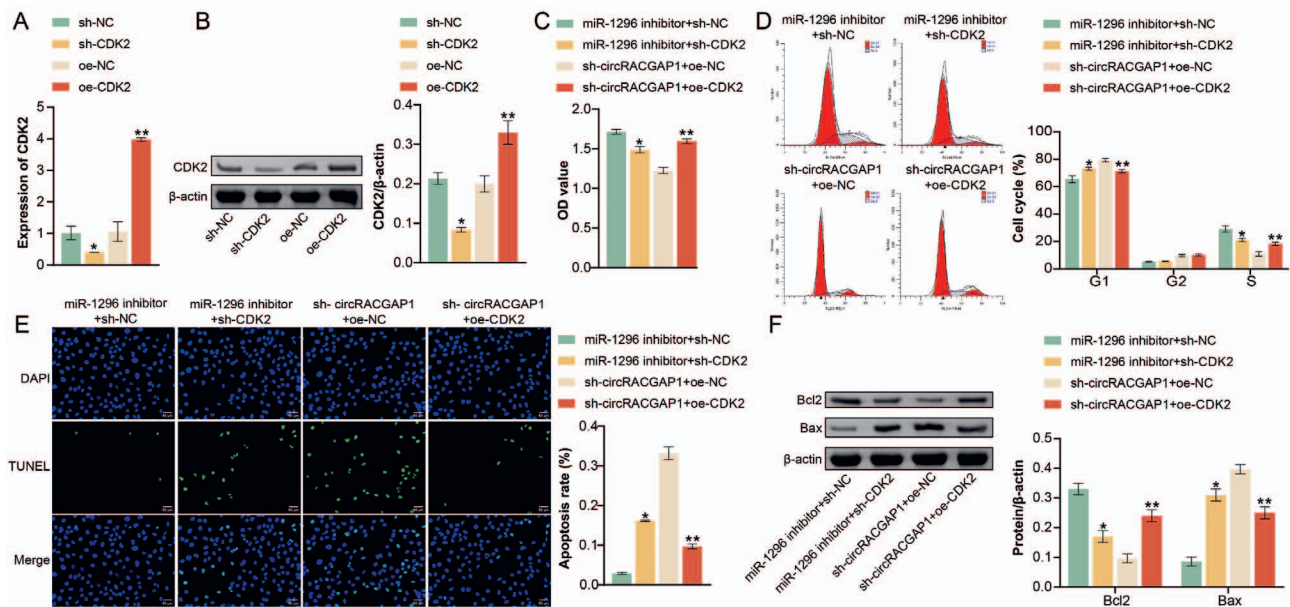 A
sh-NC
sh-CDK2
oe-NC
oe-CDK2
Expression of CDK2
5
4
3
2
1
0
*
**
B
CDK2
β-actin
sh-NC
sh-CDK2
oe-NC
oe-CDK2
sh-NC
sh-CDK2
oe-NC
oe-CDK2
CDK2/β-actin
0.4
0.3
0.2
0.1
0.0
*
**
C
miR-1296 inhibitor+sh-NC
miR-1296 inhibitor+sh-CDK2
sh-circRACGAP1+oe-NC
sh-circRACGAP1+oe-CDK2
OD value
2.0
1.5
1.0
0.5
0.0
*
**
D
miR-1296 inhibitor
+sh-NC
miR-1296 inhibitor
+sh-CDK2
sh-circRACGAP1
+oe-NC
sh-circRACGAP1
+oe-CDK2
miR-1296 inhibitor+sh-NC
miR-1296 inhibitor+sh-CDK2
sh-circRACGAP1+oe-NC
sh-circRACGAP1+oe-CDK2
Cell cycle (%)
100
80
60
40
20
0
*
**
*
**
G1
G2
S
E
miR-1296 inhibitor
+sh-NC
miR-1296 inhibitor
+sh-CDK2
sh- circRACGAP1
+oe-NC
sh- circRACGAP1
+oe-CDK2
DAPI
TUNEL
Merge
miR-1296 inhibitor+sh-NC
miR-1296 inhibitor+sh-CDK2
sh-circRACGAP1+oe-NC
sh-circRACGAP1+oe-CDK2
Apoptosis rate (%)
0.4
0.3
0.2
0.1
0.0
*
**
F
Bcl2
Bax
β-actin
miR-1296 inhibitor+sh-NC
miR-1296 inhibitor+sh-CDK2
sh-circRACGAP1+oe-NC
sh-circRACGAP1+oe-CDK2
miR-1296 inhibitor+sh-NC
miR-1296 inhibitor+sh-CDK2
sh-circRACGAP1+oe-NC
sh-circRACGAP1+oe-CDK2
Protein/β-actin
0.5
0.4
0.3
0.2
0.1
0.0
*
**
*
**
Bcl2
Bax